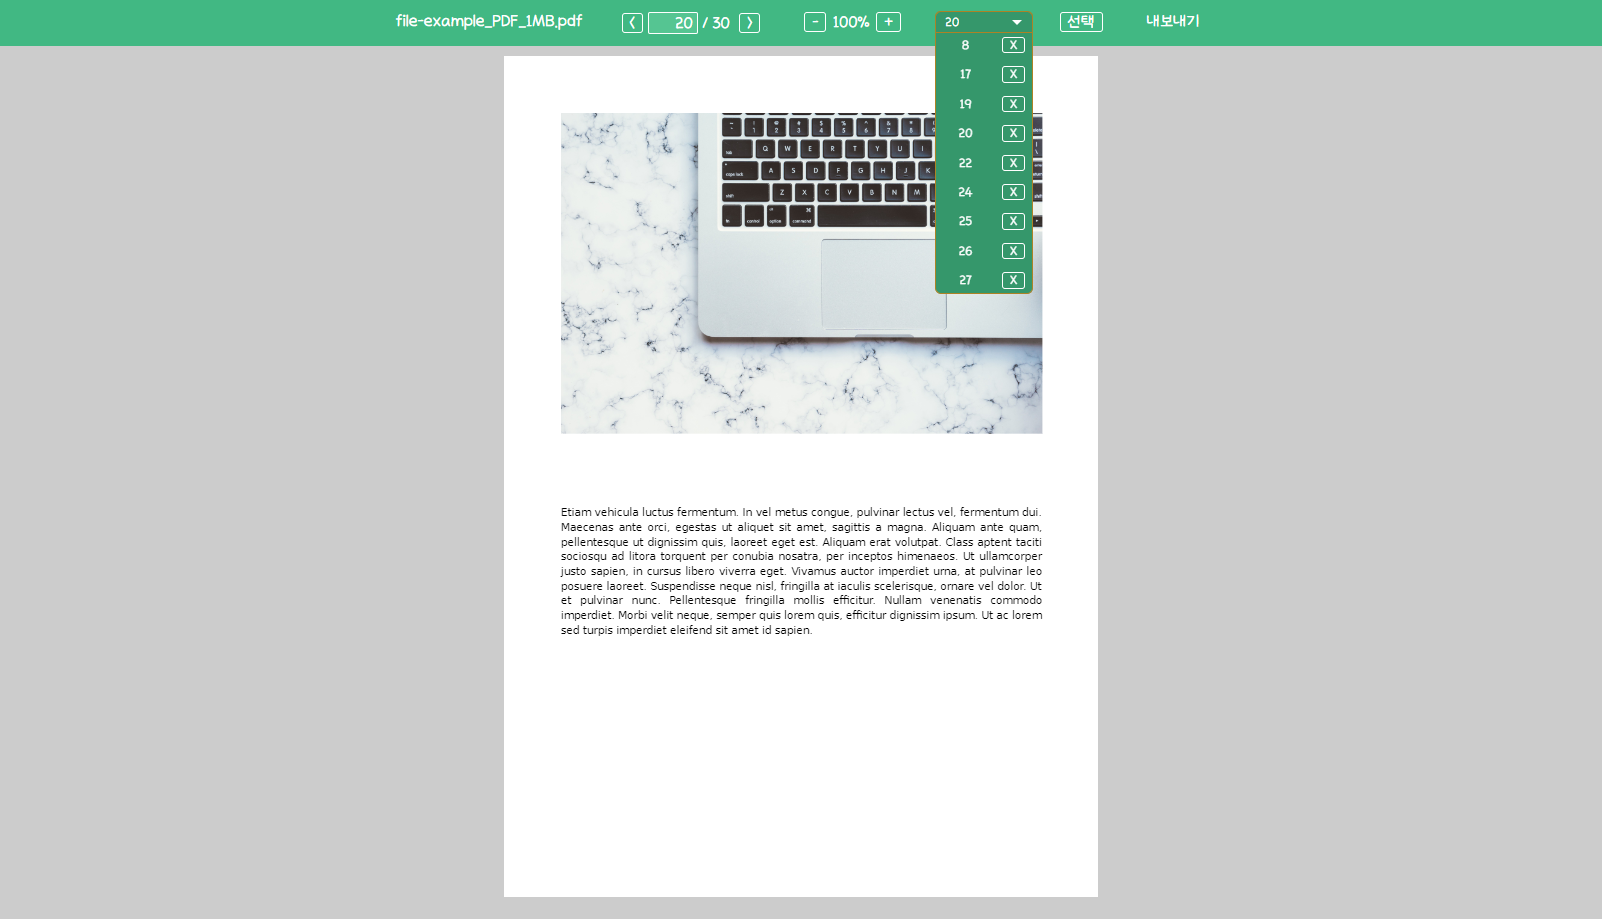 file-example_PDF_1MB.pdf
20 / 30
- 100% +
20
선택
내보내기
8 X
17 X
19 X
20 X
22 X
24 X
25 X
26 X
27 X
Q W E R T Y U I
A S D F G H J K
Z X C V B N M
control option command
Etiam vehicula luctus fermentum. In vel metus congue, pulvinar lectus vel, fermentum dui.
Maecenas ante orci, egestas ut aliquet sit amet, sagittis a magna. Aliquam ante quam,
pellentesque ut dignissim quis, laoreet eget est. Aliquam erat volutpat. Class aptent taciti
sociosqu ad litora torquent per conubia nostra, per inceptos himenaeos. Ut ullamcorper
justo sapien, in cursus libero viverra eget. Vivamus auctor imperdiet urna, at pulvinar leo
posuere laoreet. Suspendisse neque nisl, fringilla at iaculis scelerisque, ornare vel dolor. Ut
et pulvinar nunc. Pellentesque fringilla mollis efficitur. Nullam venenatis commodo
imperdiet. Morbi velit neque, semper quis lorem quis, efficitur dignissim ipsum. Ut ac lorem
sed turpis imperdiet eleifend sit amet id sapien.